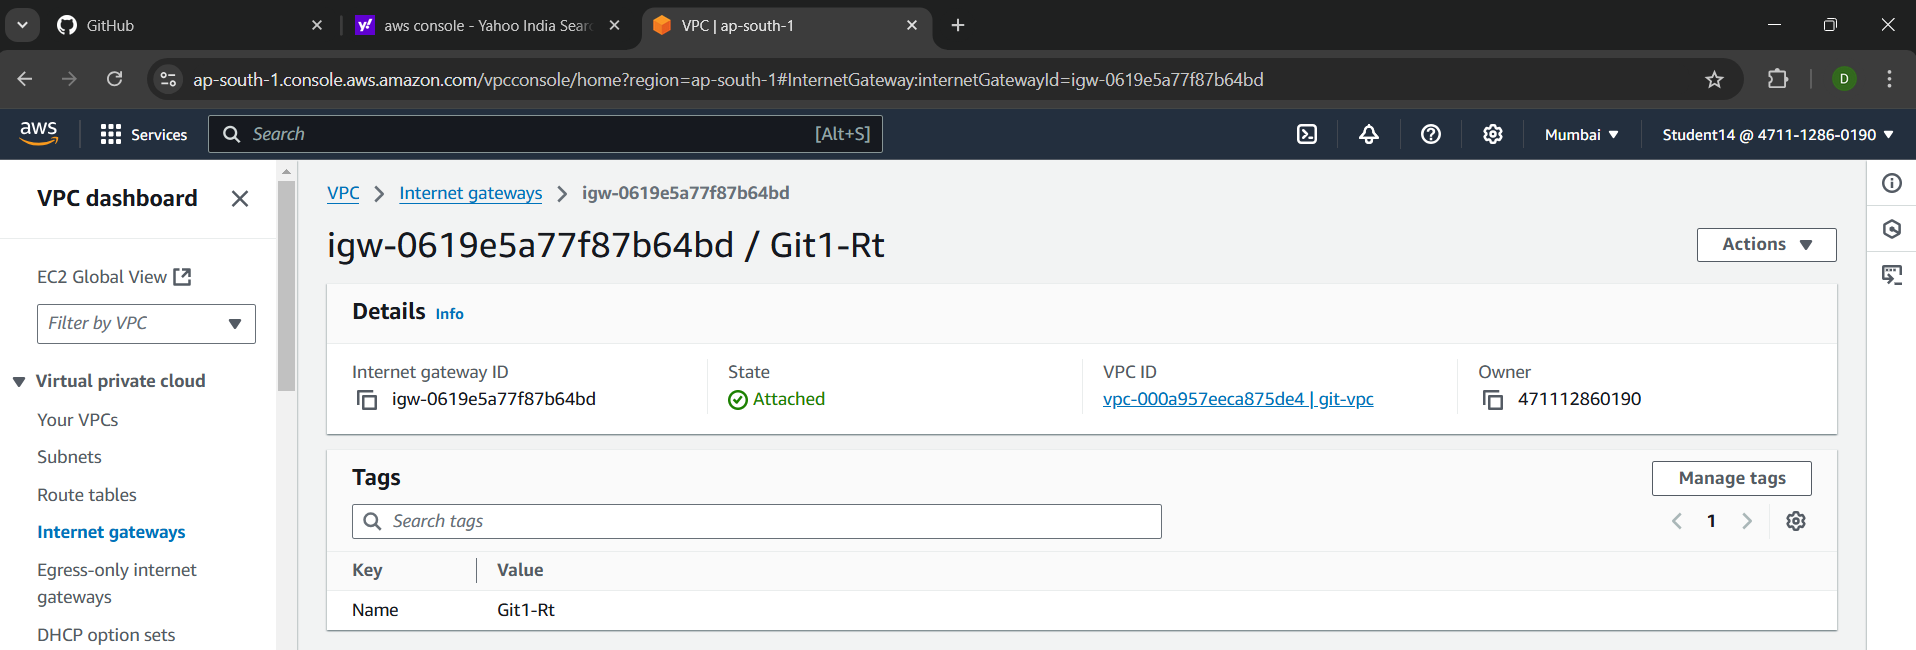 GitHub
aws console - Yahoo India Sear
VPC | ap-south-1
ap-south-1.console.aws.amazon.com/vpcconsole/home?region=ap-south-1#InternetGateway:internetGatewayId=igw-0619e5a77f87b64bd
D
aws
Services
Search
[Alt+S]
Mumbai
Student14 @ 4711-1286-0190
VPC dashboard
EC2 Global View
Filter by VPC
Virtual private cloud
Your VPCs
Subnets
Route tables
Internet gateways
Egress-only internet
gateways
DHCP option sets
VPC > Internet gateways > igw-0619e5a77f87b64bd
igw-0619e5a77f87b64bd / Git1-Rt
Actions
Details Info
Internet gateway ID
igw-0619e5a77f87b64bd
State
Attached
VPC ID
vpc-000a957eeca875de4 | git-vpc
Owner
471112860190
Tags
Manage tags
Search tags
1
Key Value
Name Git1-Rt